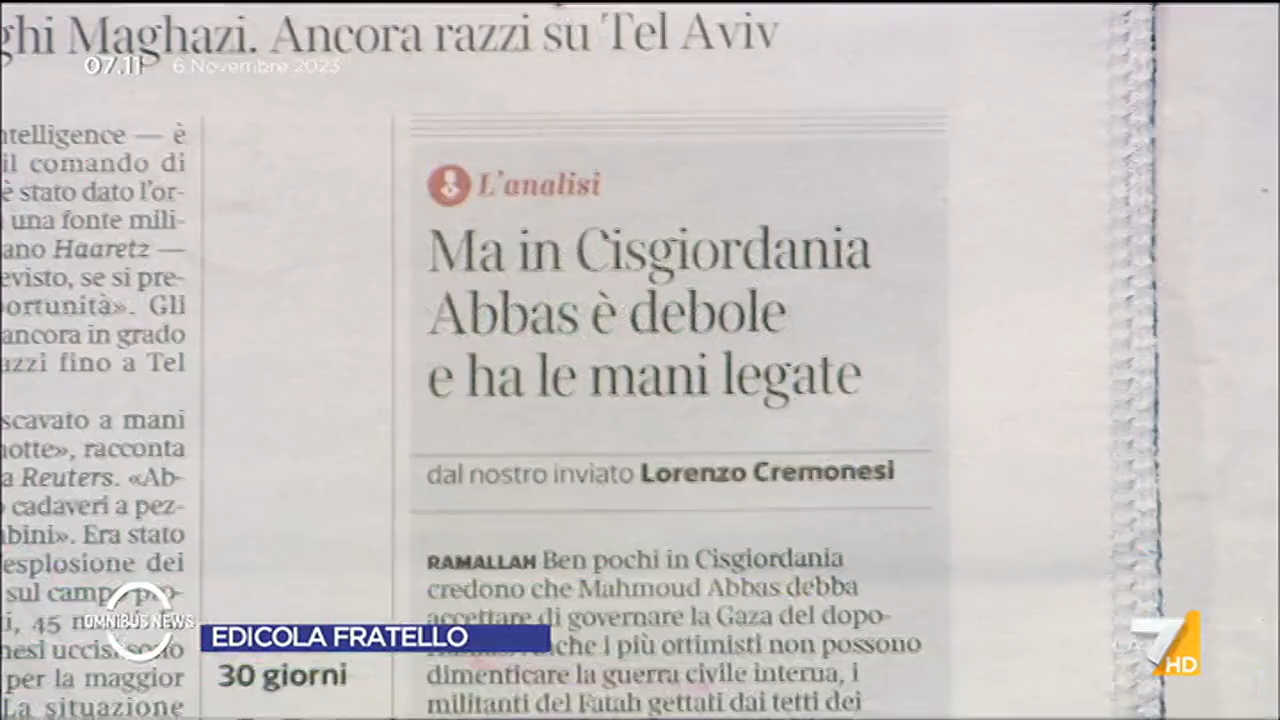 ghi Maghazi. Ancora razzi su Tel Aviv
07.11 6 Novembre 2023
ntelligence — è
il comando di
è stato dato l'or-
una fonte mili-
ano Haaretz —
evisto, se si pre-
ortunità». Gli
ancora in grado
azzi fino a Tel
scavato a mani
notte», racconta
a Reuters. «Ab-
cadaveri a pez-
bini». Era stato
esplosione dei
sul campo
45
uccisi
per la maggior
La situazione
L'analisi
Ma in Cisgiordania
Abbas è debole
e ha le mani legate
dal nostro inviato Lorenzo Cremonesi
RAMALLAH Ben pochi in Cisgiordania
credono che Mahmoud Abbas debba
accettare di governare la Gaza del dopo-
che i più ottimisti non possono
dimenticare la guerra civile interna, i
militanti del Fatah gettati dai tetti dei
OMNIBUS NEWS
EDICOLA FRATELLO
30 giorni
7 HD